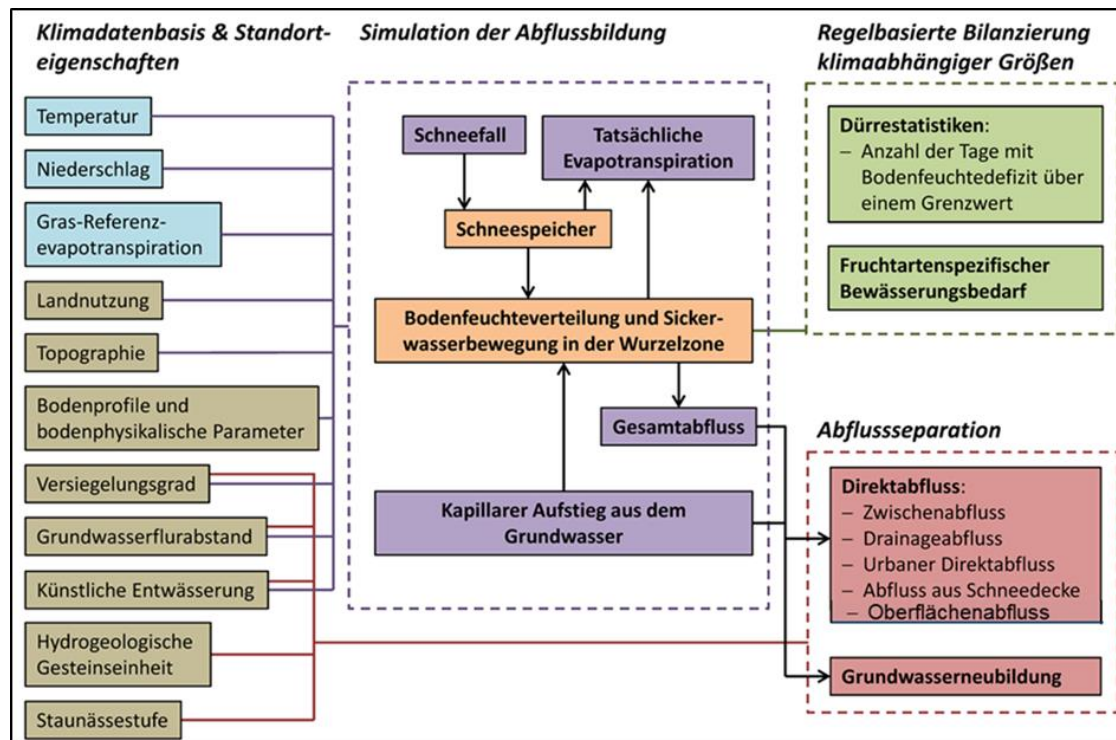 Klimadatenbasis & Standort-
eigenschaften
Temperatur
Niederschlag
Gras-Referenz-
evapotranspiration
Landnutzung
Topographie
Bodenprofile und
bodenphysikalische Parameter
Versiegelungsgrad
Grundwasserflurabstand
Künstliche Entwässerung
Hydrogeologische
Gesteinseinheit
Staunässestufe
Simulation der Abflussbildung
Schneefall
Tatsächliche
Evapotranspiration
Schneespeicher
Bodenfeuchteverteilung und Sicker-
wasserbewegung in der Wurzelzone
Gesamtabfluss
Kapillarer Aufstieg aus dem
Grundwasser
Regelbasierte Bilanzierung
klimaabhängiger Größen
Dürrestatistiken:
– Anzahl der Tage mit
Bodenfeuchtedefizit über
einem Grenzwert
Fruchtartenspezifischer
Bewässerungsbedarf
Abflussseparation
Direktabfluss:
– Zwischenabfluss
– Drainageabfluss
– Urbaner Direktabfluss
– Abfluss aus Schneedecke
– Oberflächenabfluss
Grundwasserneubildung